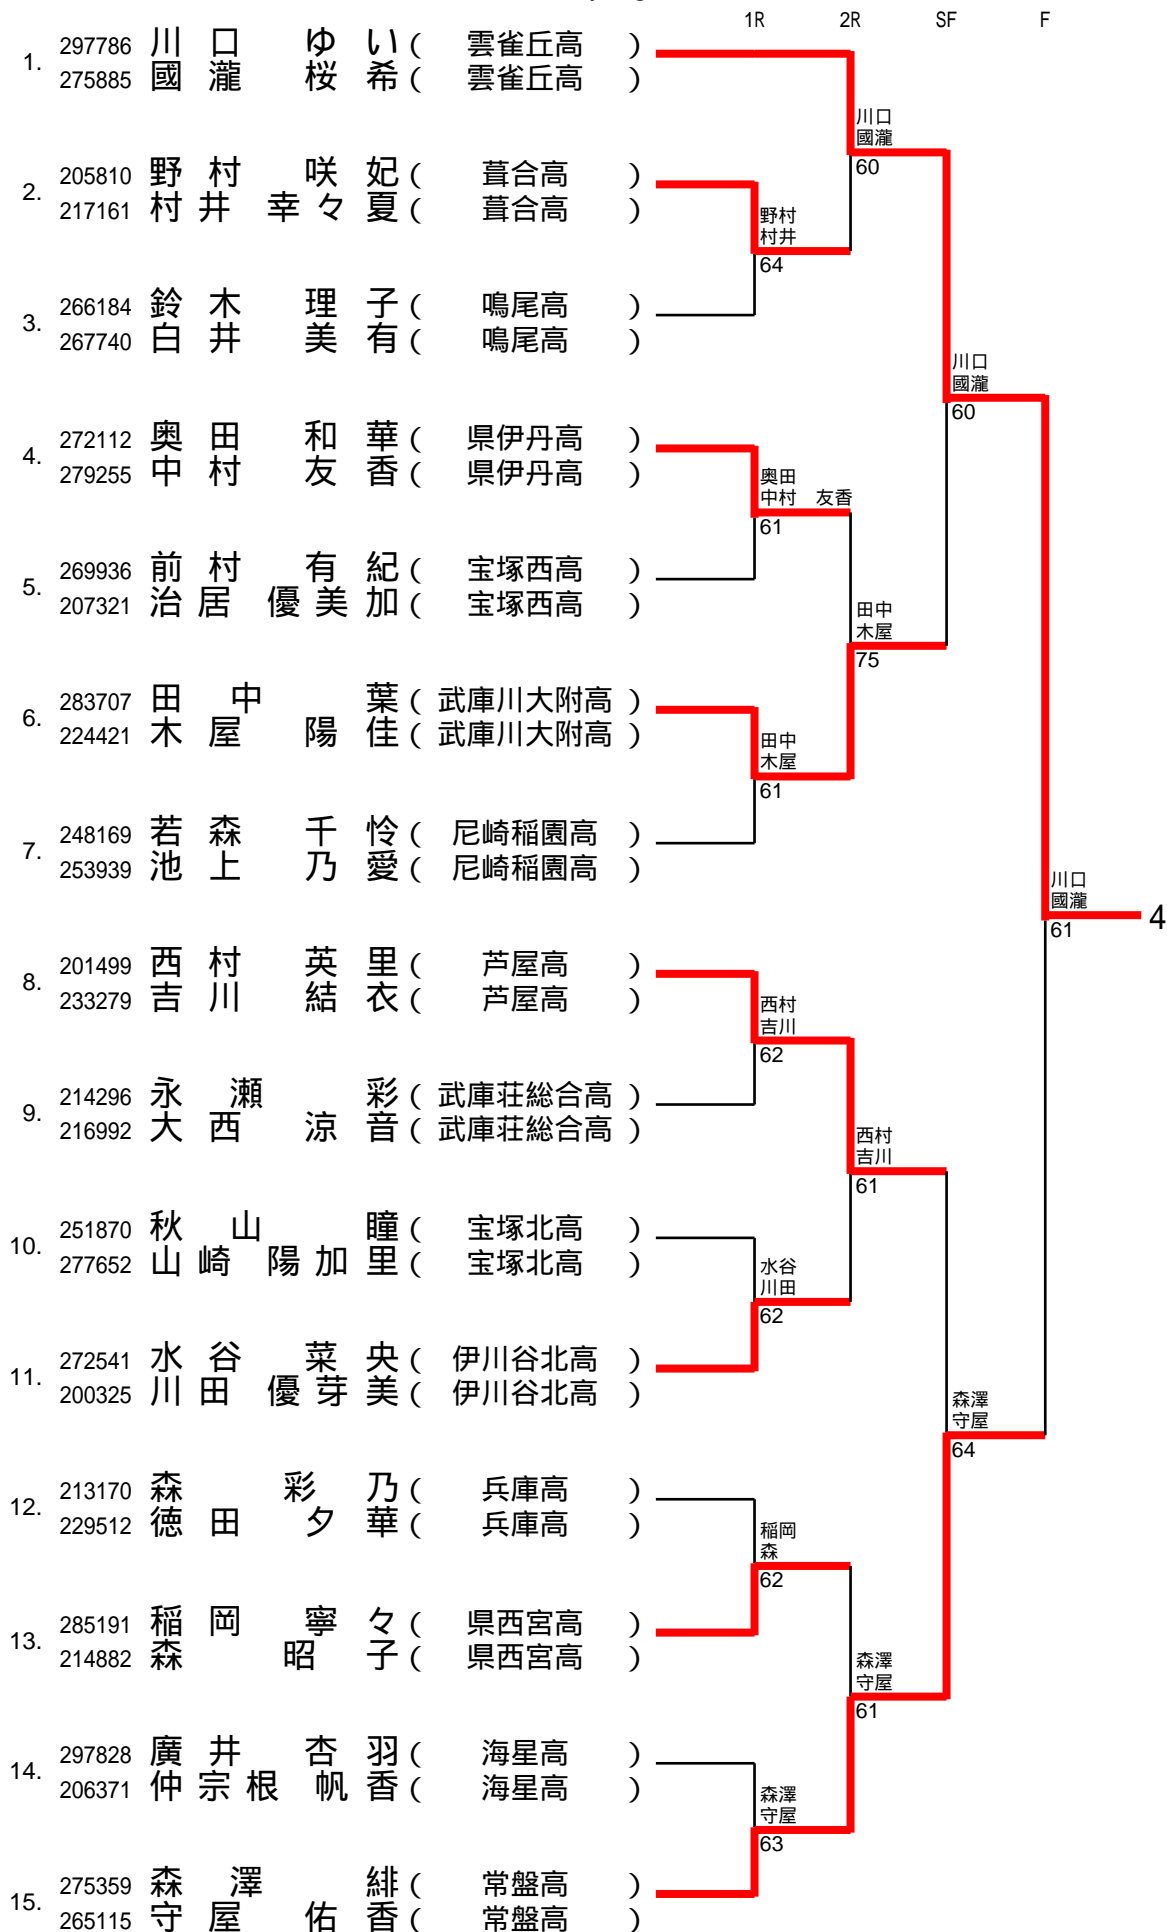 1R 2R SF F
1. 297786 川口 ゆい ( 雲雀丘高 )
275885 國瀧 桜希 ( 雲雀丘高 )
川口
國瀧
60
2. 205810 野村 咲妃 ( 葺合高 )
217161 村井 幸々夏 ( 葺合高 )
野村
村井
64
3. 266184 鈴木 理子 ( 鳴尾高 )
267740 白井 美有 ( 鳴尾高 )
川口
國瀧
60
4. 272112 奥田 和華 ( 県伊丹高 )
279255 中村 友香 ( 県伊丹高 )
奥田
中村 友香
61
5. 269936 前村 有紀 ( 宝塚西高 )
207321 治居 優美加 ( 宝塚西高 )
田中
木屋
75
6. 283707 田中 葉 ( 武庫川大附高 )
224421 木屋 陽佳 ( 武庫川大附高 )
田中
木屋
61
7. 248169 若森 千怜 ( 尼崎稲園高 )
253939 池上 乃愛 ( 尼崎稲園高 )
川口
國瀧
61
4
8. 201499 西村 英里 ( 芦屋高 )
233279 吉川 結衣 ( 芦屋高 )
西村
吉川
62
9. 214296 永瀬 彩 ( 武庫荘総合高 )
216992 大西 涼音 ( 武庫荘総合高 )
西村
吉川
61
10. 251870 秋山 瞳 ( 宝塚北高 )
277652 山崎 陽加里 ( 宝塚北高 )
水谷
川田
62
11. 272541 水谷 菜央 ( 伊川谷北高 )
200325 川田 優芽美 ( 伊川谷北高 )
森澤
守屋
64
12. 213170 森 彩乃 ( 兵庫高 )
229512 徳田 夕華 ( 兵庫高 )
稲岡
森
62
13. 285191 稲岡 寧々 ( 県西宮高 )
214882 森 昭子 ( 県西宮高 )
森澤
守屋
61
14. 297828 廣井 杏羽 ( 海星高 )
206371 仲宗根 帆香 ( 海星高 )
森澤
守屋
63
15. 275359 森澤 緋 ( 常盤高 )
265115 守屋 佑香 ( 常盤高 )